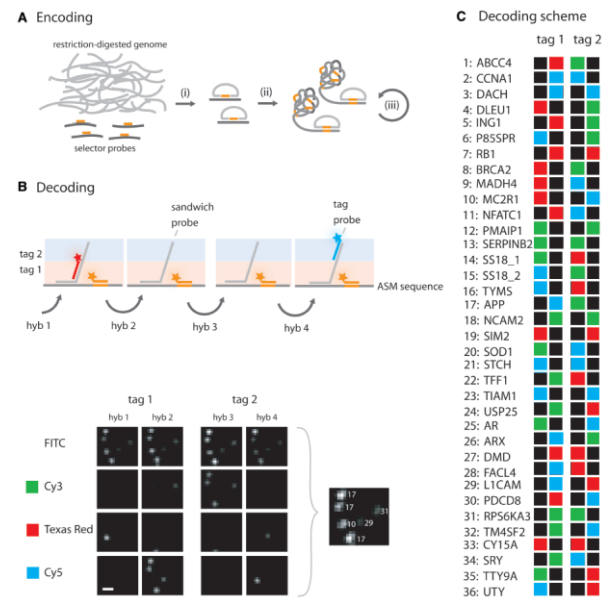 A Encoding
restriction-digested genome
(i)
(ii)
(iii)
selector probes
B Decoding
sandwich
probe
tag
probe
tag 2
tag 1
ASM sequence
hyb 1
hyb 2
hyb 3
hyb 4
tag 1
tag 2
hyb 1
hyb 2
hyb 3
hyb 4
FITC
Cy3
Texas Red
Cy5
17
17
31
10
29
17
C Decoding scheme
tag 1 tag 2
1: ABCC4
2: CCNA1
3: DACH
4: DLEU1
5: ING1
6: P85SPR
7: RB1
8: BRCA2
9: MADH4
10: MC2R1
11: NFATC1
12: PMAIP1
13: SERPINB2
14: SS18_1
15: SS18_2
16: TYMS
17: APP
18: NCAM2
19: SIM2
20: SOD1
21: STCH
22: TFF1
23: TIAM1
24: USP25
25: AR
26: ARX
27: DMD
28: FACL4
29: L1CAM
30: PDCD8
31: RPS6KA3
32: TM4SF2
33: CY15A
34: SRY
35: TTY9A
36: UTY